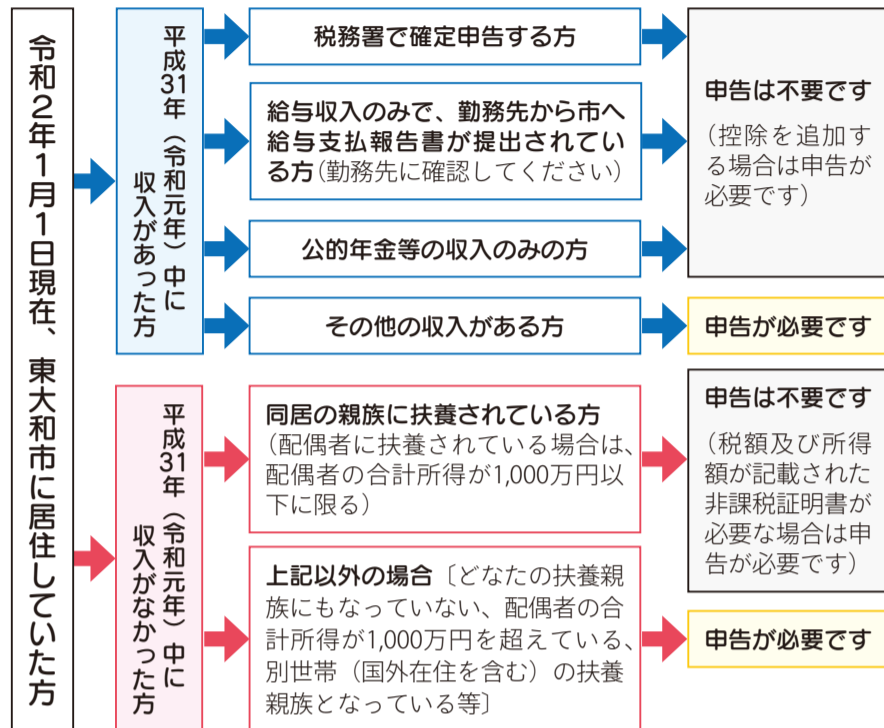 令和2年1月1日現在、東大和市に居住していた方
平成31年（令和元年）中に
収入があった方
税務署で確定申告する方
給与収入のみで、勤務先から市へ
給与支払報告書が提出されてい
る方（勤務先に確認してください）
公的年金等の収入のみの方
申告は不要です
（控除を追加す
る場合は申告が
必要です）
その他の収入がある方
申告が必要です
平成31年（令和元年）中に
収入がなかった方
同居の親族に扶養されている方
（配偶者に扶養されている場合は、
配偶者の合計所得が1,000万円以
下に限る）
申告は不要です
（税額及び所得
額が記載された
非課税証明書が
必要な場合は申
告が必要です）
上記以外の場合〔どなたの扶養親
族にもなっていない、配偶者の合
計所得が1,000万円を超えている、
別世帯（国外在住を含む）の扶養
親族となっている等〕
申告が必要です